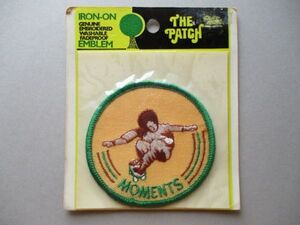 IRON-ON
GENUINE
EMBROIDERED
WASHABLE
FADEPROOF
EMBLEM
THE
PATCH
MOMENTS